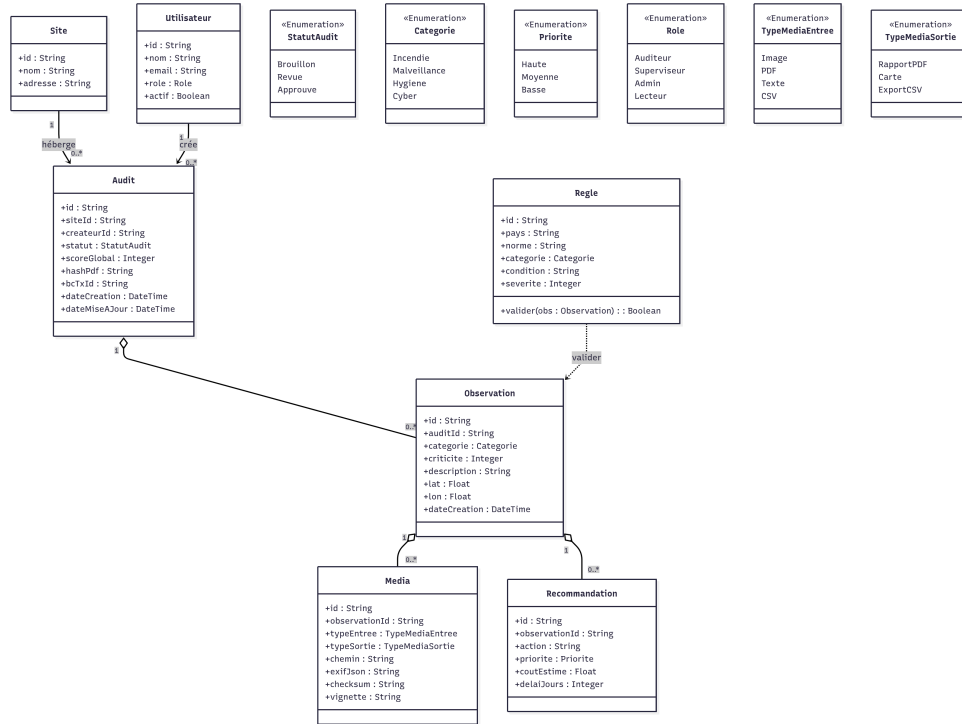 Site
+id : String
+nom : String
+adresse : String
Utilisateur
+id : String
+nom : String
+email : String
+role : Role
+actif : Boolean
«Enumeration»
StatutAudit
Brouillon
Revue
Approuve
«Enumeration»
Categorie
Incendie
Malveillance
Hygiene
Cyber
«Enumeration»
Priorite
Haute
Moyenne
Basse
«Enumeration»
Role
Auditeur
Superviseur
Admin
Lecteur
«Enumeration»
TypeMediaEntree
Image
PDF
Texte
CSV
«Enumeration»
TypeMediaSortie
RapportPDF
Carte
ExportCSV
1
héberge
0..*
1
crée
0..*
Audit
+id : String
+siteId : String
+createurId : String
+statut : StatutAudit
+scoreGlobal : Integer
+hashPdf : String
+bcTxId : String
+dateCreation : DateTime
+dateMiseAJour : DateTime
Regle
+id : String
+pays : String
+norme : String
+categorie : Categorie
+condition : String
+severite : Integer
+valider(obs : Observation) : : Boolean
1
valider
0..*
Observation
+id : String
+auditId : String
+categorie : Categorie
+criticite : Integer
+description : String
+lat : Float
+lon : Float
+dateCreation : DateTime
1
0..*
1
0..*
Media
+id : String
+observationId : String
+typeEntree : TypeMediaEntree
+typeSortie : TypeMediaSortie
+chemin : String
+exifJson : String
+checksum : String
+vignette : String
Recommandation
+id : String
+observationId : String
+action : String
+priorite : Priorite
+coutEstime : Float
+delaiJours : Integer